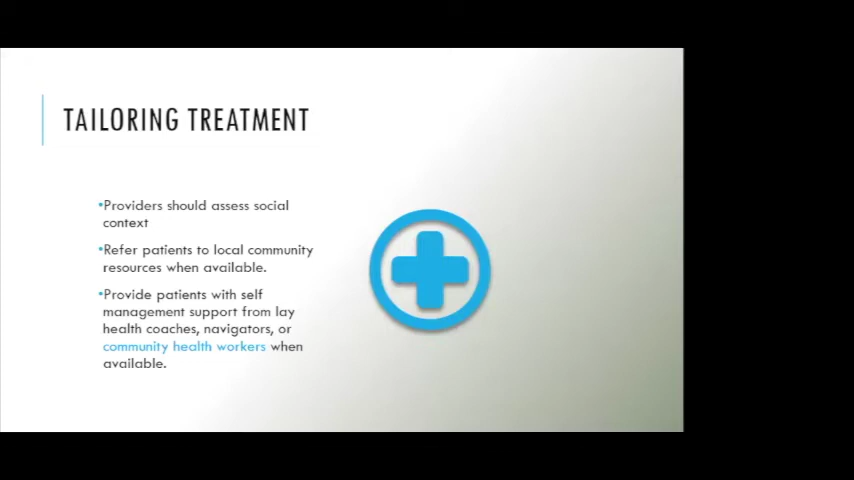 TAILORING TREATMENT
•Providers should assess social
context
•Refer patients to local community
resources when available.
•Provide patients with self
management support from lay
health coaches, navigators, or
community health workers when
available.